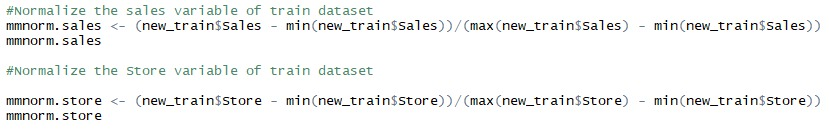 #Normalize the sales variable of train dataset
mmnorm.sales <- (new_train$Sales - min(new_train$Sales))/(max(new_train$Sales) - min(new_train$Sales))
mmnorm.sales
#Normalize the Store variable of train dataset
mmnorm.store <- (new_train$Store - min(new_train$Store))/(max(new_train$Store) - min(new_train$Store))
mmnorm.store